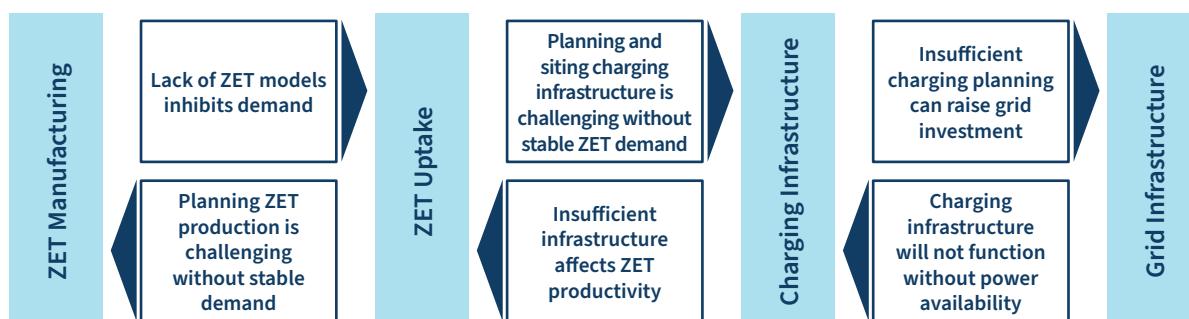 ZET Manufacturing
Lack of ZET models
inhibits demand
Planning ZET
production is
challenging
without stable
demand
ZET Uptake
Planning and
siting charging
infrastructure is
challenging without
stable ZET demand
Insufficient
infrastructure
affects ZET
productivity
Charging Infrastructure
Insufficient
charging planning
can raise grid
investment
Charging
infrastructure
will not function
without power
availability
Grid Infrastructure